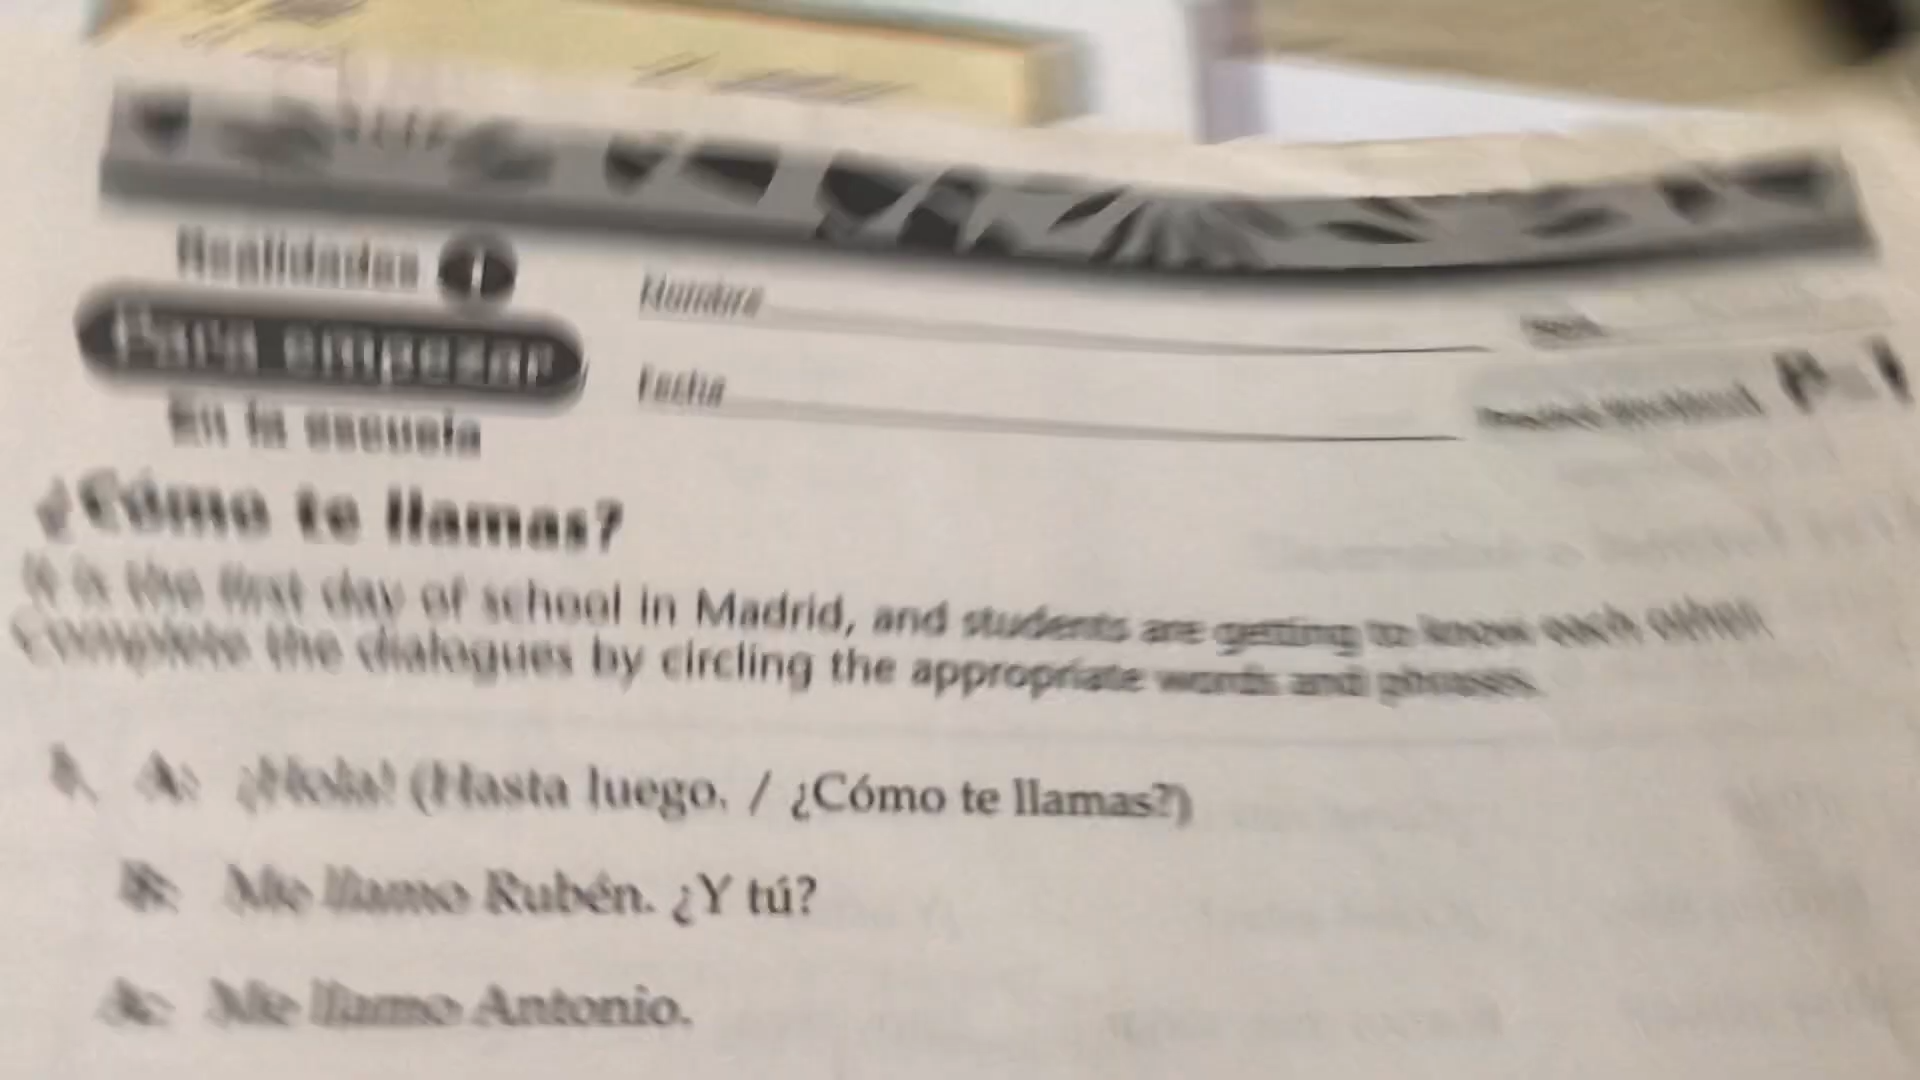 Realidades 1
Para empezar
En la escuela
Nombre
Fecha
¿Cómo te llamas?
It is the first day of school in Madrid, and students are getting to know each other.
Complete the dialogues by circling the appropriate words and phrases.
1. A: ¡Hola! (Hasta luego. / ¿Cómo te llamas?)
B: Me llamo Rubén. ¿Y tú?
A: Me llamo Antonio.